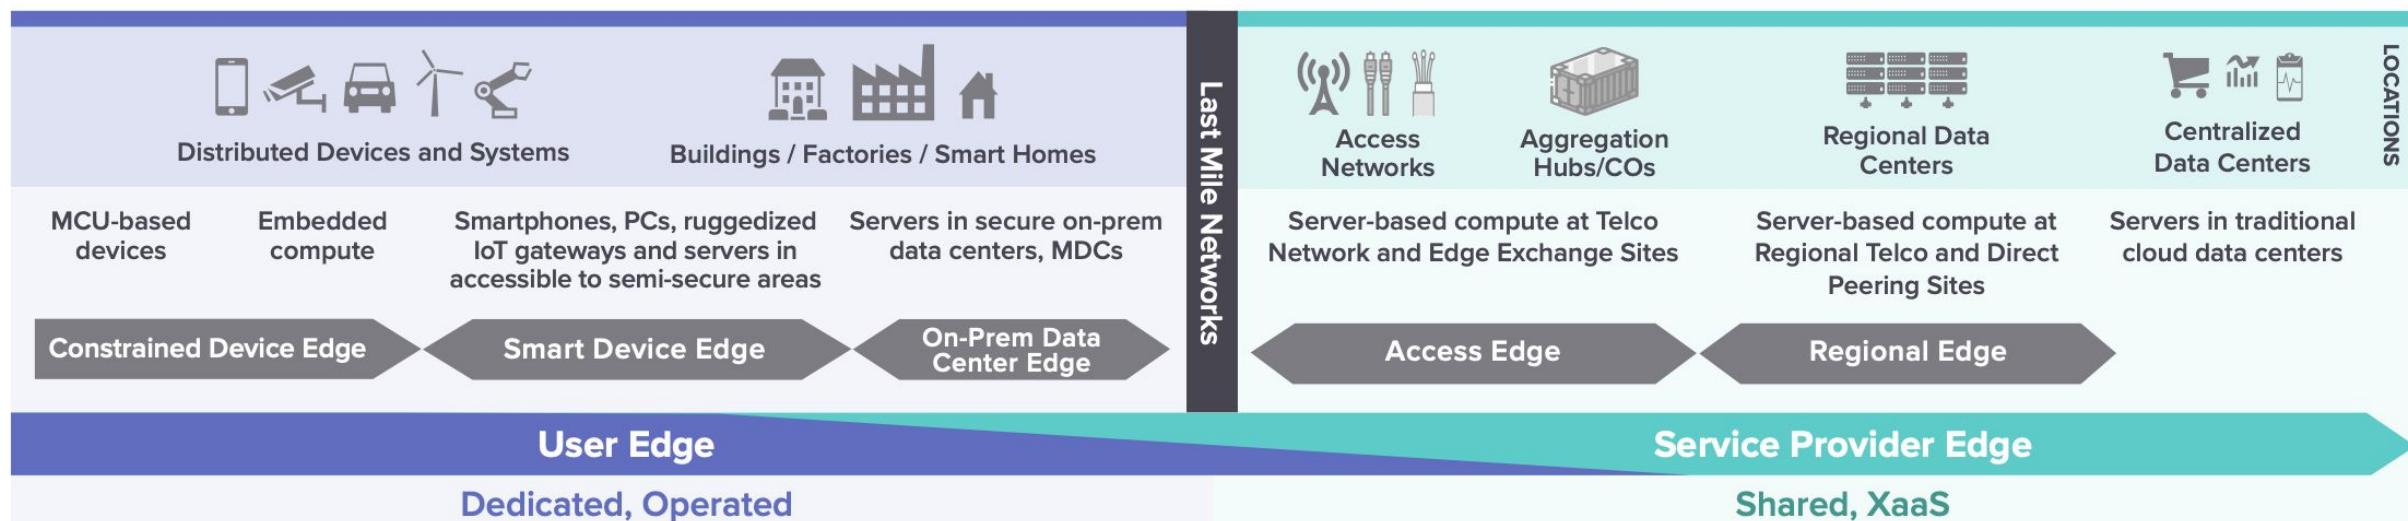 Distributed Devices and Systems
Buildings / Factories / Smart Homes
Last Mile Networks
Access
Networks
Aggregation
Hubs/COs
Regional Data
Centers
Centralized
Data Centers
LOCATIONS
MCU-based
devices
Embedded
compute
Smartphones, PCs, ruggedized
IoT gateways and servers in
accessible to semi-secure areas
Servers in secure on-prem
data centers, MDCs
Server-based compute at Telco
Network and Edge Exchange Sites
Server-based compute at
Regional Telco and Direct
Peering Sites
Servers in traditional
cloud data centers
Constrained Device Edge
Smart Device Edge
On-Prem Data
Center Edge
Access Edge
Regional Edge
User Edge
Service Provider Edge
Dedicated, Operated
Shared, XaaS